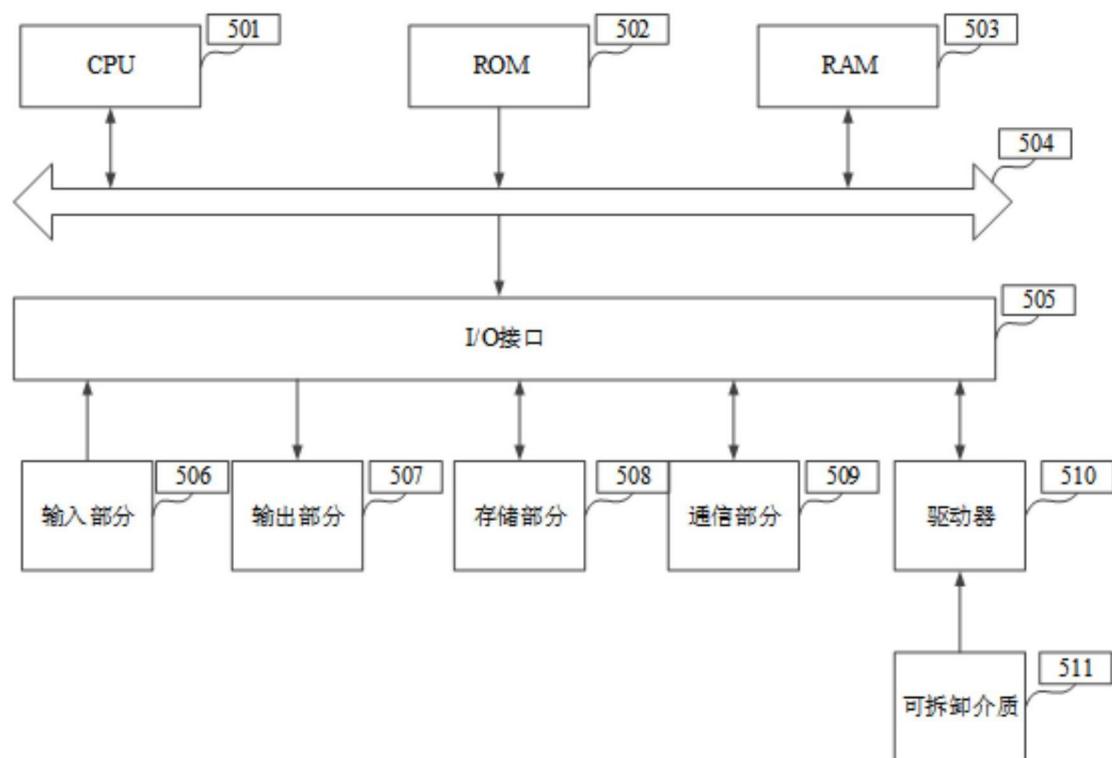 CPU
501
ROM
502
RAM
503
504
505
I/O接口
506
507
508
509
510
输入部分
输出部分
存储部分
通信部分
驱动器
511
可拆卸介质